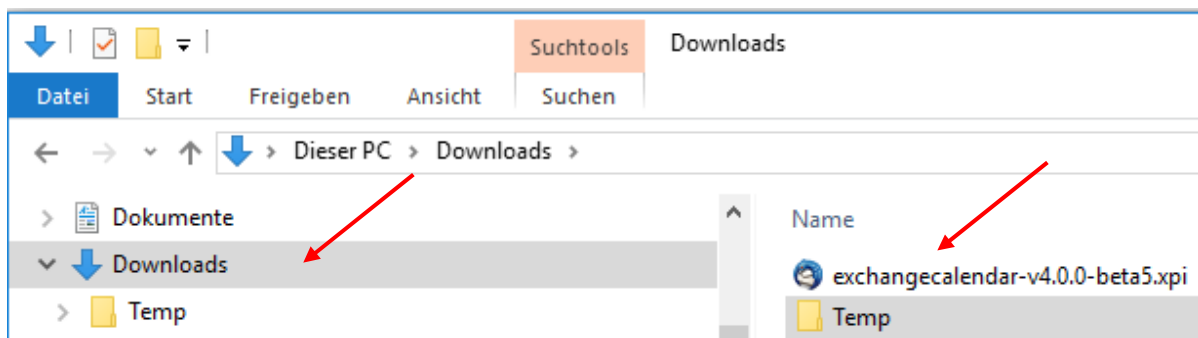 Suchtools Downloads
Datei Start Freigeben Ansicht Suchen
Dieser PC Downloads
Dokumente
Downloads
Temp
Name
exchangecalendar-v4.0.0-beta5.xpi
Temp